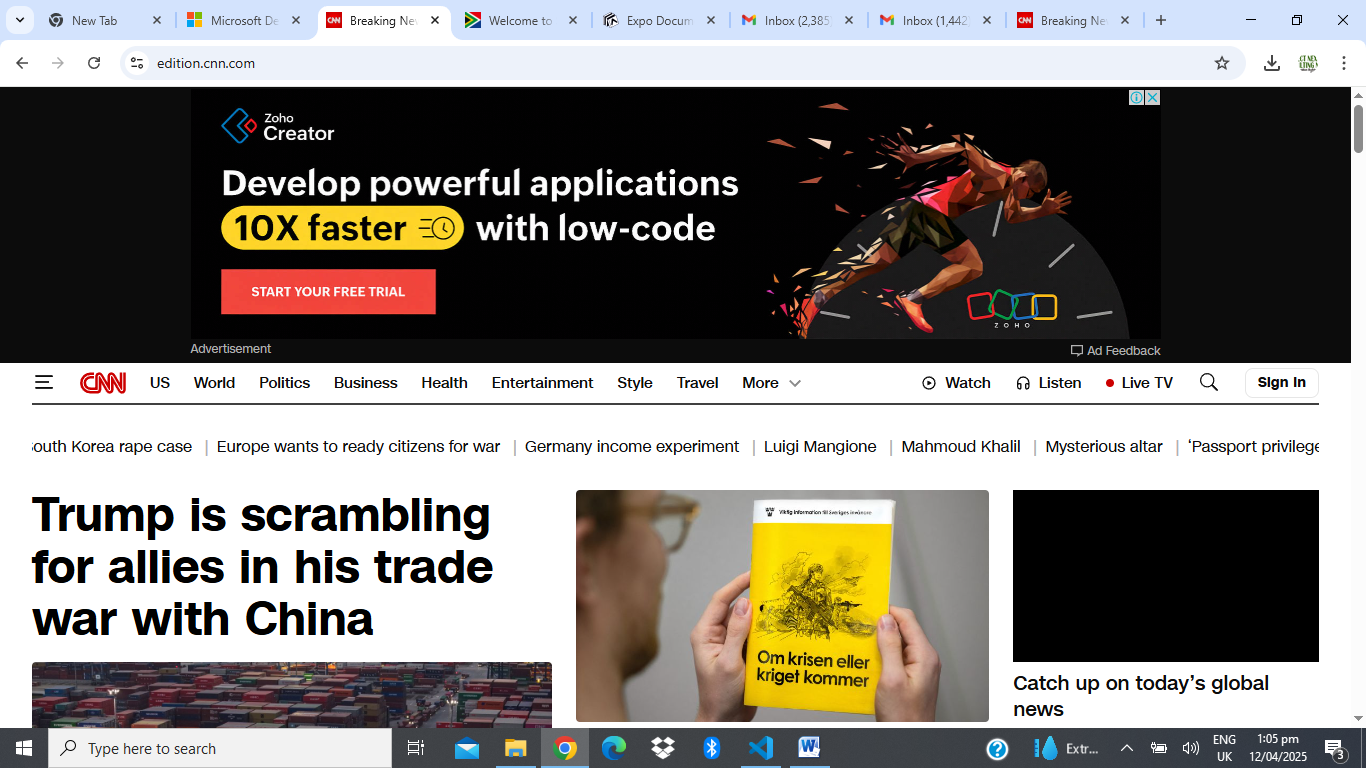 New Tab
Microsoft De
Breaking Ne
Welcome to
Expo Docum
Inbox (2,385
Inbox (1,442
Breaking Ne
edition.cnn.com
Zoho
Creator
Develop powerful applications
10X faster with low-code
START YOUR FREE TRIAL
ZOHO
Advertisement
Ad Feedback
CNN US World Politics Business Health Entertainment Style Travel More Watch Listen Live TV Sign In
South Korea rape case | Europe wants to ready citizens for war | Germany income experiment | Luigi Mangione | Mahmoud Khalil | Mysterious altar | ‘Passport privilege
Trump is scrambling
for allies in his trade
war with China
Viktig information till Sveriges invånare
Om krisen eller
kriget kommer
Catch up on today’s global
news
Type here to search
Extr...
ENG
UK
1:05 pm
12/04/2025
3